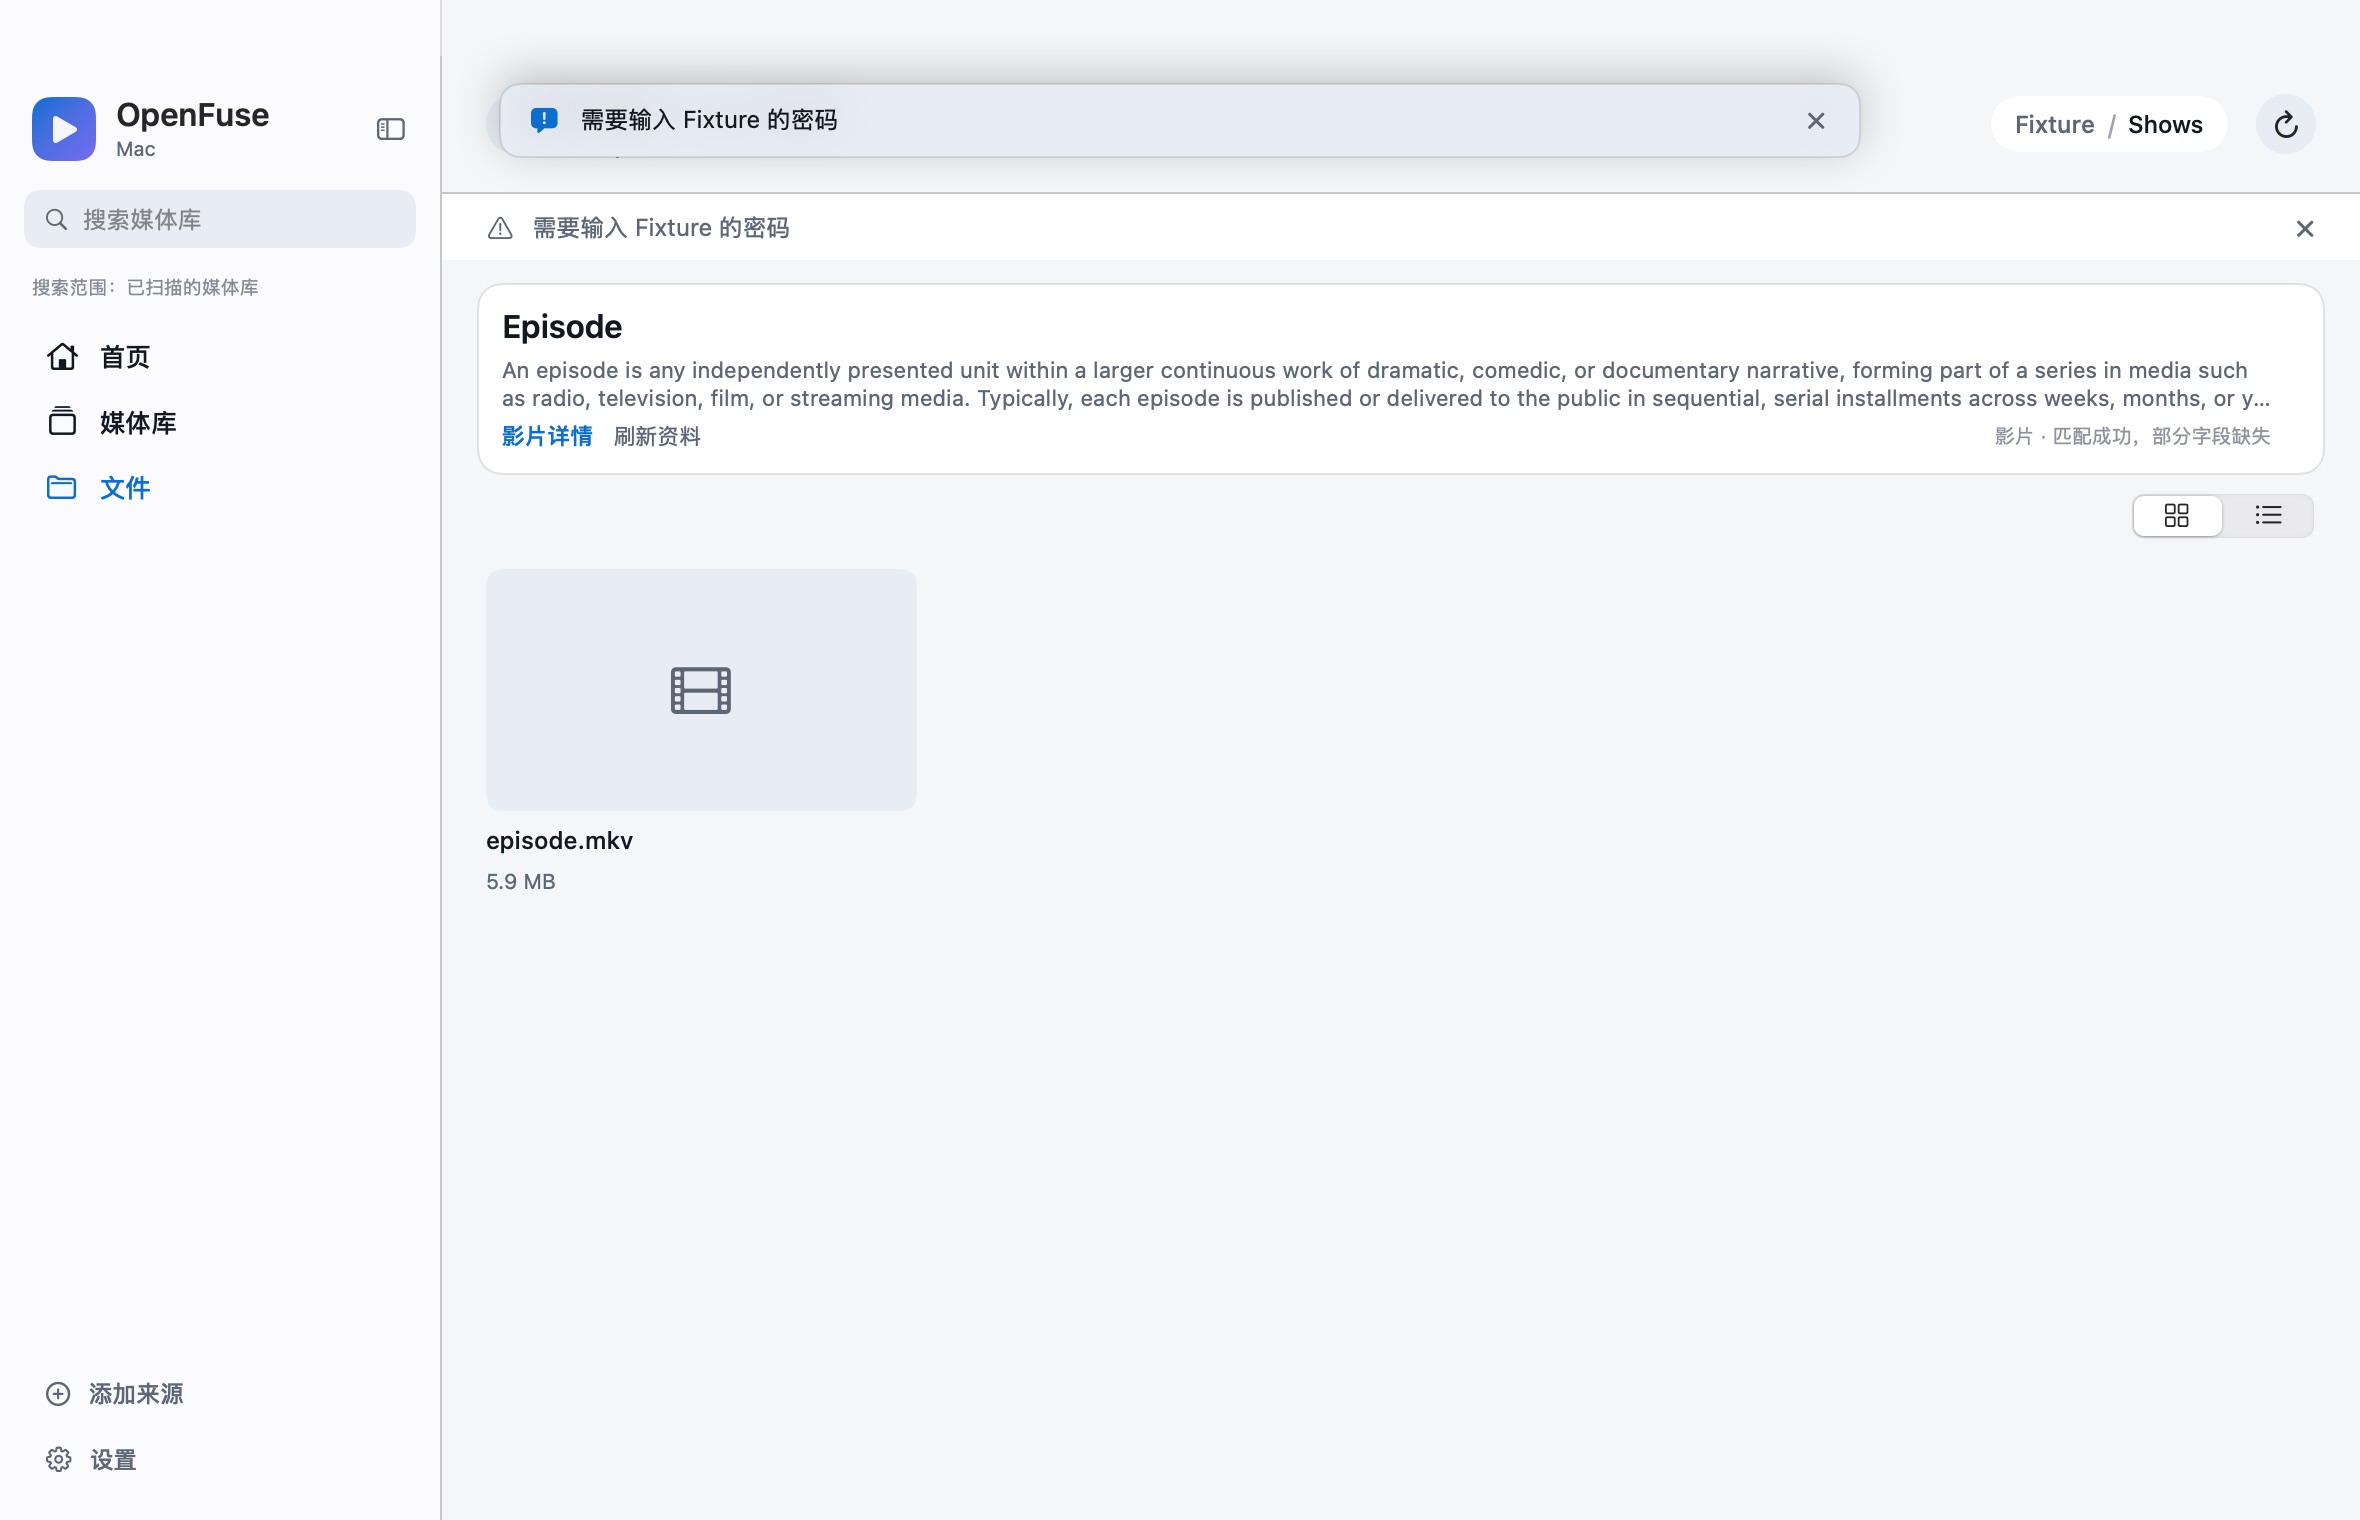 OpenFuse
Mac
搜索媒体库
搜索范围：已扫描的媒体库
首页
媒体库
文件
添加来源
设置
需要输入 Fixture 的密码
Fixture / Shows
需要输入 Fixture 的密码
Episode
An episode is any independently presented unit within a larger continuous work of dramatic, comedic, or documentary narrative, forming part of a series in media such
as radio, television, film, or streaming media. Typically, each episode is published or delivered to the public in sequential, serial installments across weeks, months, or y…
影片详情 刷新资料
影片 · 匹配成功，部分字段缺失
episode.mkv
5.9 MB